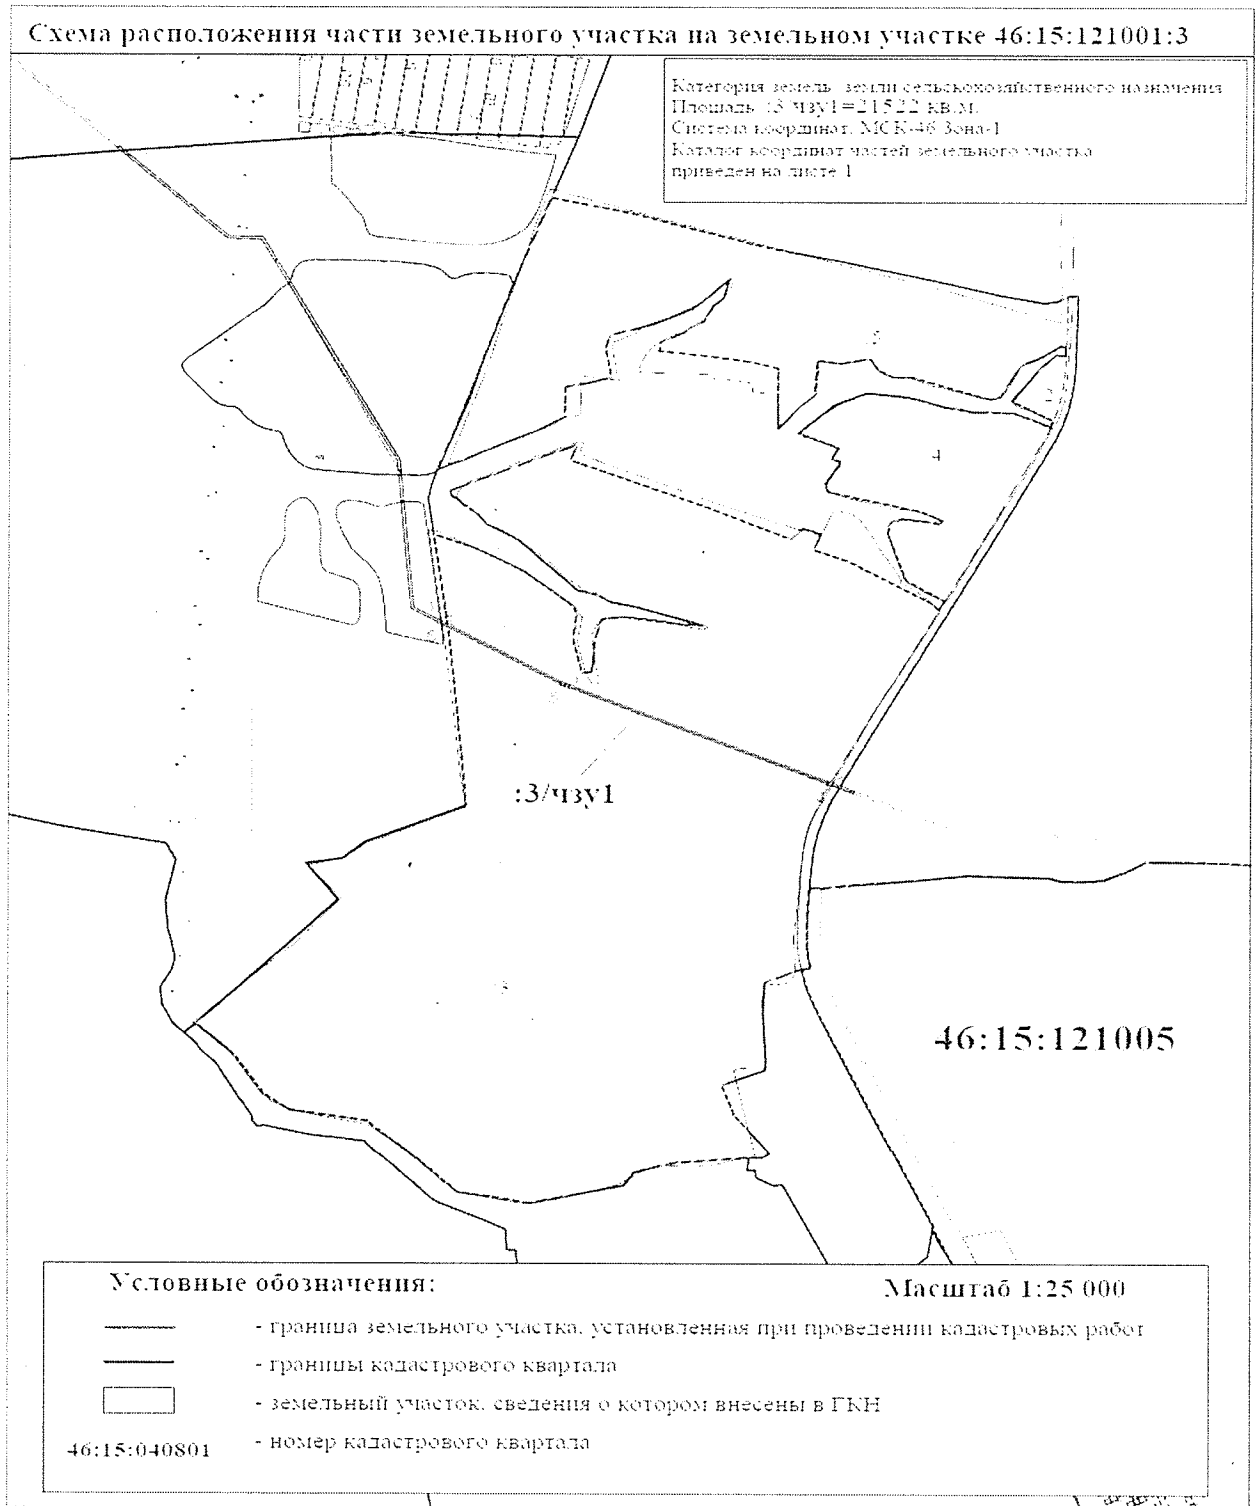 Схема расположения части земельного участка на земельном участке 46:15:121001:3
Категория земель: земли сельскохозяйственного назначения
Площадь :3/чзу1=21522 кв.м.
Система координат: МСК-46 Зона-1
Каталог координат частей земельного участка
приведен на листе 1
4
:3/чзу1
46:15:121005
Условные обозначения:
Масштаб 1:25 000
- граница земельного участка, установленная при проведении кадастровых работ
- границы кадастрового квартала
- земельный участок, сведения о котором внесены в ГКН
46:15:040801 - номер кадастрового квартала